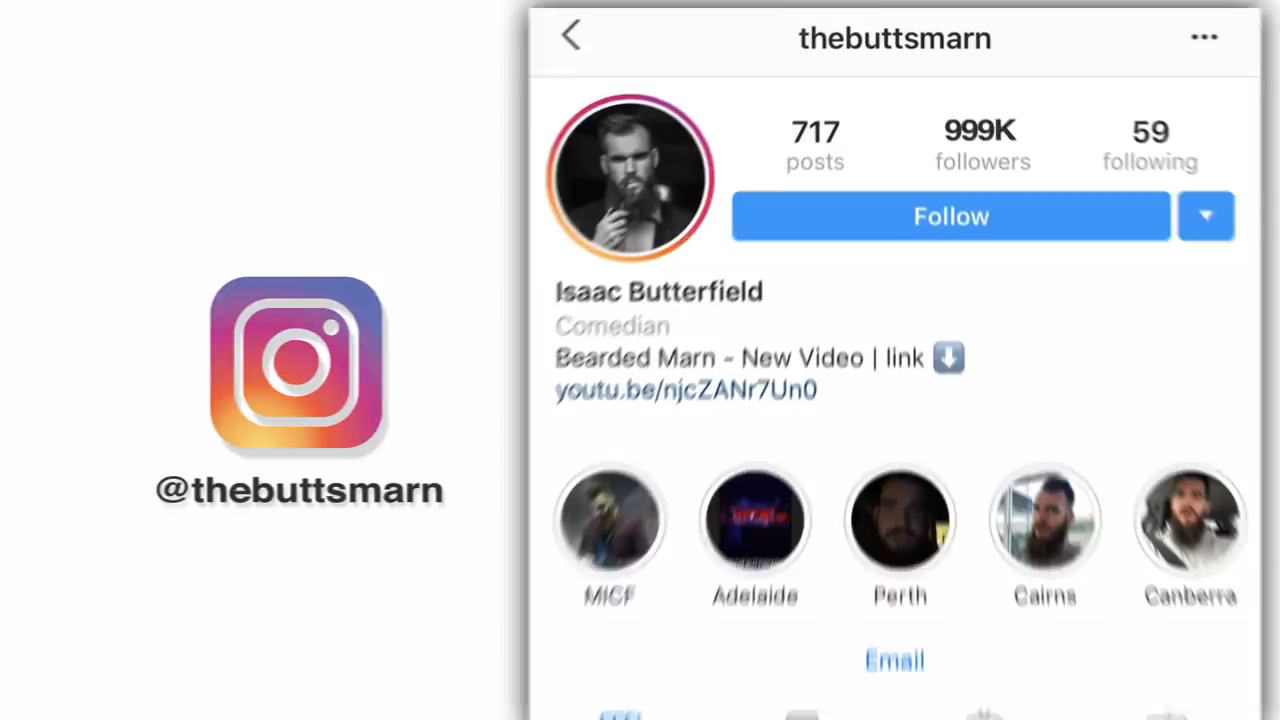 thebuttsmarn
717
posts
999K
followers
59
following
Follow
Isaac Butterfield
Comedian
Bearded Marn - New Video | link
youtu.be/njcZANr7Un0
@thebuttsmarn
MICF
Adelaide
Perth
Cairns
Canberra
Email